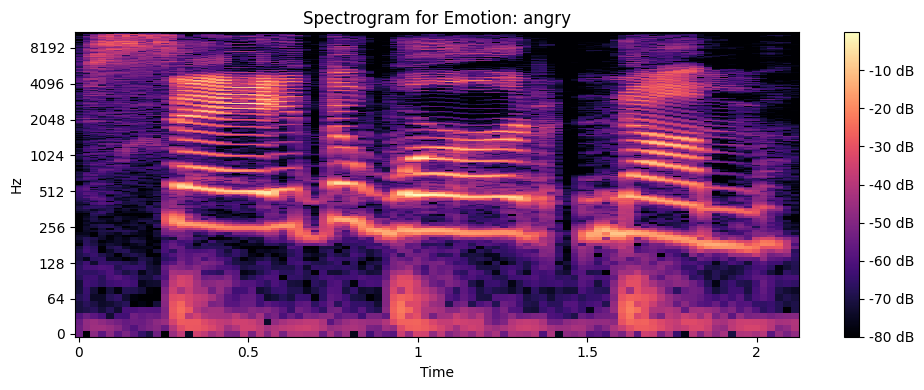 Spectrogram for Emotion: angry
Hz
8192
4096
2048
1024
512
256
128
64
0
0
0.5
1
1.5
2
Time
-10 dB
-20 dB
-30 dB
-40 dB
-50 dB
-60 dB
-70 dB
-80 dB